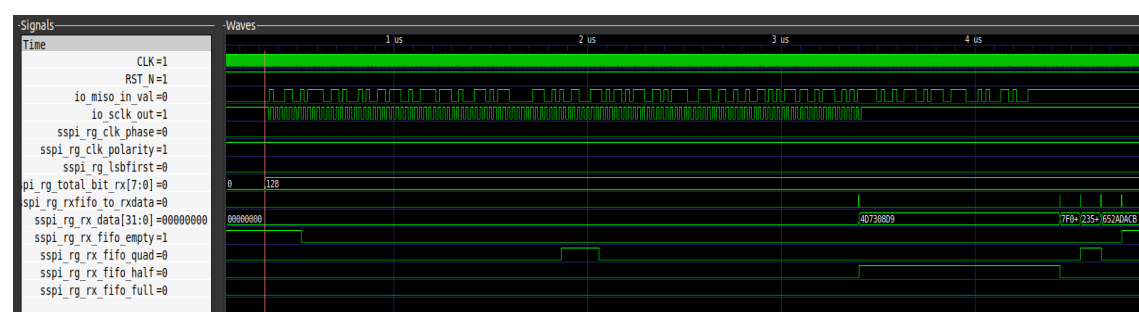 Signals
Waves
Time
1 us
2 us
3 us
4 us
CLK=1
RST_N=1
io_miso_in_val=0
io_sclk_out=1
sspi_rg_clk_phase=0
sspi_rg_clk_polarity=1
sspi_rg_lsbfirst=0
pi_rg_total_bit_rx[7:0]=0
0
128
spi_rg_rxfifo_to_rxdata=0
sspi_rg_rx_data[31:0]=00000000
00000000
4D7308D9
7F0+
235+
652ADACB
sspi_rg_rx_fifo_empty=1
sspi_rg_rx_fifo_quad=0
sspi_rg_rx_fifo_half=0
sspi_rg_rx_fifo_full=0